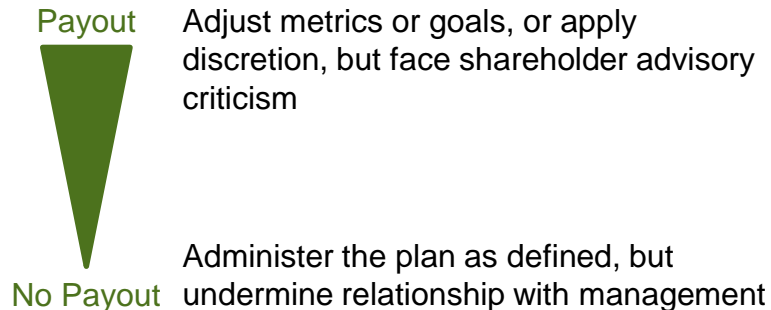 Payout Adjust metrics or goals, or apply
discretion, but face shareholder advisory
criticism
Administer the plan as defined, but
No Payout undermine relationship with management